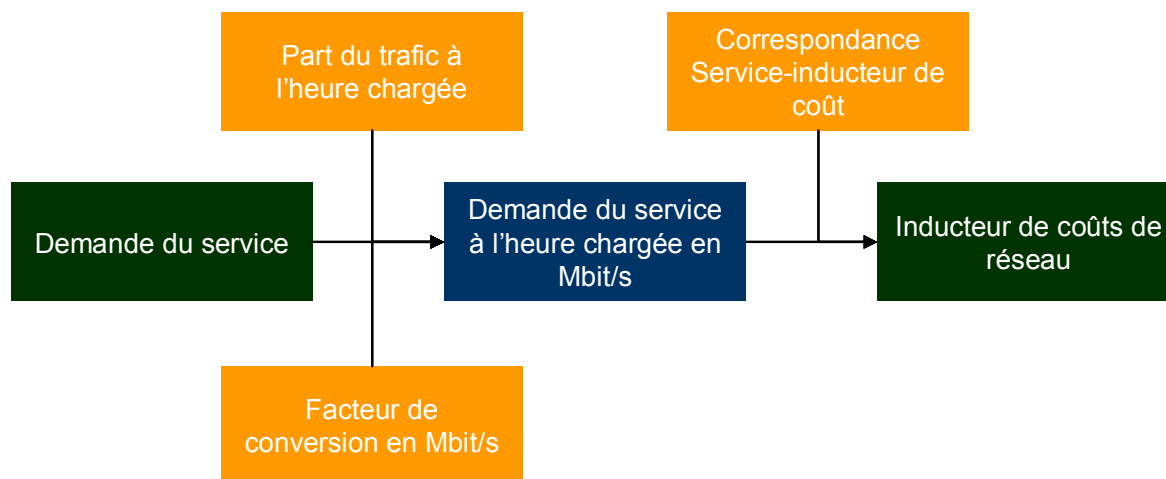 Part du trafic à
l'heure chargée
Correspondance
Service-inducteur de
coût
Demande du service
Demande du service
à l'heure chargée en
Mbit/s
Inducteur de coûts de
réseau
Facteur de
conversion en Mbit/s